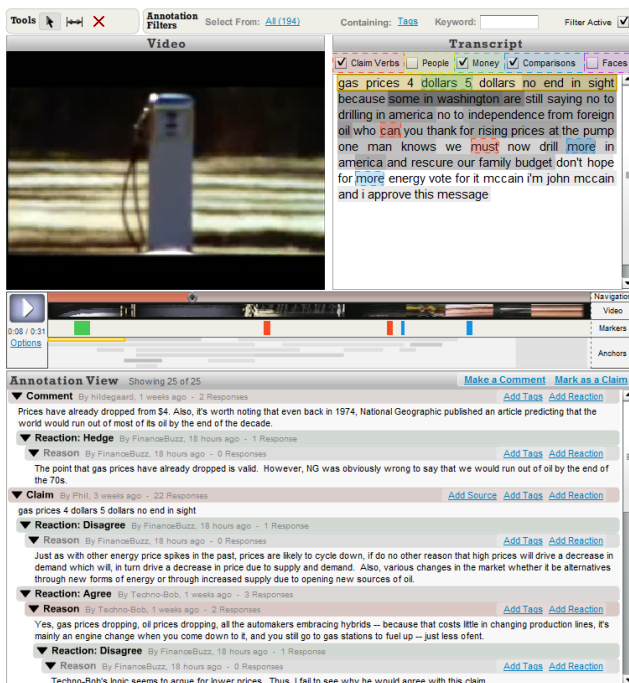 Tools
Annotation Filters Select From: All (194) Containing: Tags Keyword: Filter Active
Video
Transcript
Claim Verbs People Money Comparisons Faces
gas prices 4 dollars 5 dollars no end in sight
because some in washington are still saying no to
drilling in america no to independence from foreign
oil who can you thank for rising prices at the pump
one man knows we must now drill more in
america and rescure our family budget don't hope
for more energy vote for it mccain i'm john mccain
and i approve this message
Navigation
Video
0:08 / 0:31
Markers
Options
Anchors
Annotation View Showing 25 of 25 Make a Comment Mark as a Claim
Comment By hildegaard, 1 weeks ago - 2 Responses Add Tags Add Reaction
Prices have already dropped from $4. Also, it's worth noting that even back in 1974, National Geographic published an article predicting that the
world would run out of most of its oil by the end of the decade.
Reaction: Hedge By FinanceBuzz, 18 hours ago - 1 Response
Reason By FinanceBuzz, 18 hours ago - 0 Responses Add Tags Add Reaction
The point that gas prices have already dropped is valid. However, NG was obviously wrong to say that we would run out of oil by the end of
the 70s.
Claim By Phil, 3 weeks ago - 22 Responses Add Source Add Tags Add Reaction
gas prices 4 dollars 5 dollars no end in sight
Reaction: Disagree By FinanceBuzz, 18 hours ago - 1 Response
Reason By FinanceBuzz, 18 hours ago - 0 Responses Add Tags Add Reaction
Just as with other energy price spikes in the past, prices are likely to cycle down, if do no other reason that high prices will drive a decrease in
demand which will, in turn drive a decrease in price due to supply and demand. Also, various changes in the market whether it be alternatives
through new forms of energy or through increased supply due to opening new sources of oil.
Reaction: Agree By Techno-Bob, 1 weeks ago - 3 Responses
Reason By Techno-Bob, 1 weeks ago - 2 Responses Add Tags Add Reaction
Yes, gas prices dropping, oil prices dropping, all the automakers embracing hybrids -- because that costs little in changing production lines, it's
mainly an engine change when you come down to it, and you still go to gas stations to fuel up -- just less ofent.
Reaction: Disagree By FinanceBuzz, 18 hours ago - 1 Response
Reason By FinanceBuzz, 18 hours ago - 0 Responses Add Tags Add Reaction
Techno-Bob's logic seems to argue for lower prices. Thus, I fail to see why he would agree with this claim.